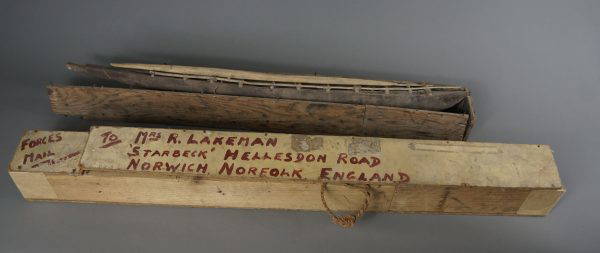 FORCES
MAIL
TO MRS R. LAKEMAN
'STARBECK' HELLESDON ROAD
NORWICH NORFOLK ENGLAND